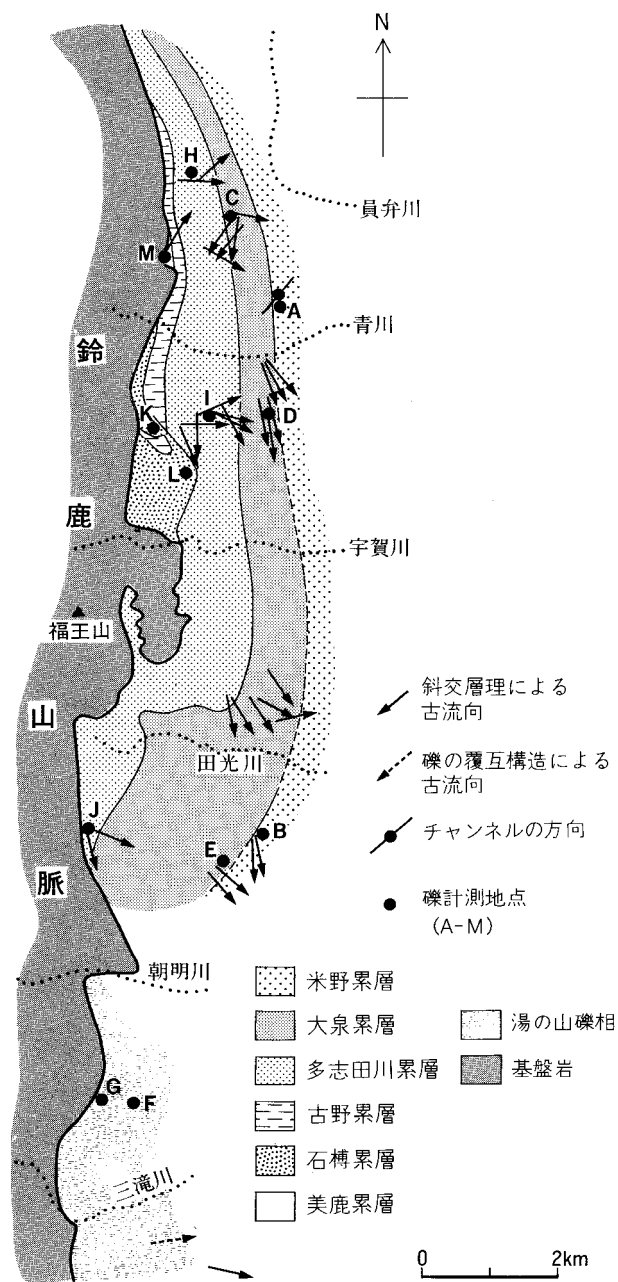 N
H
C
員弁川
M
A
青川
鈴
I
D
K
L
鹿
宇賀川
福王山
山
斜交層理による
古流向
田光川
礫の覆瓦構造による
古流向
J
B
チャンネルの方向
E
脈
礫計測地点
(A-M)
朝明川
米野累層
大泉累層
湯の山礫相
多志田川累層
基盤岩
G
F
古野累層
石榑累層
三滝川
美鹿累層
0 2km